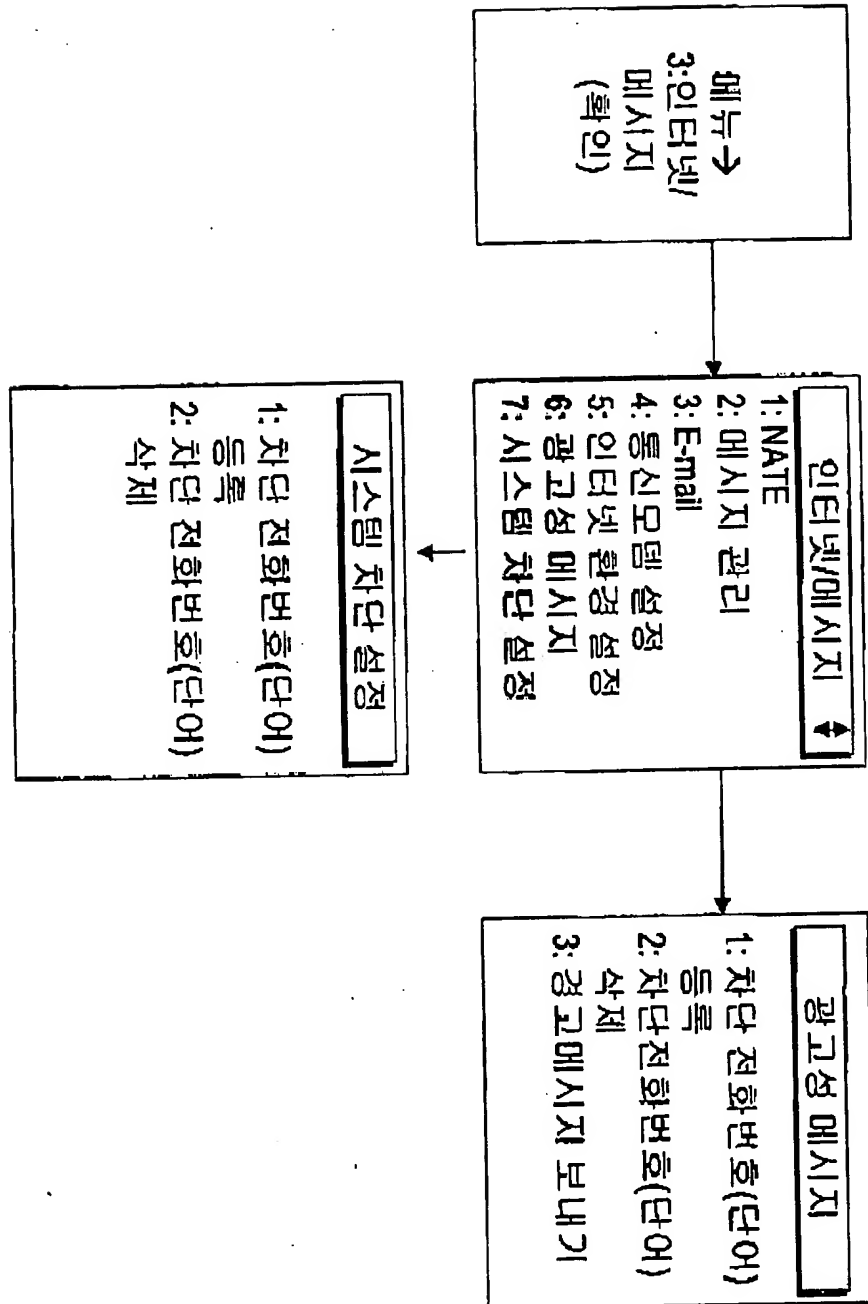 메뉴→
3:인터넷/
메시지
(확인)
인터넷/메시지
1: NATE
2: 메시지 관리
3: E-mail
4: 통신모뎀 설정
5: 인터넷 환경 설정
6: 광고성 메시지
7: 시스템 차단 설정
광고성 메시지
1: 차단 전화번호(단어)
등록
2: 차단전화번호(단어)
삭제
3: 경고메시지 보내기
시스템 차단 설정
1: 차단 전화번호(단어)
등록
2: 차단 전화번호(단어)
삭제